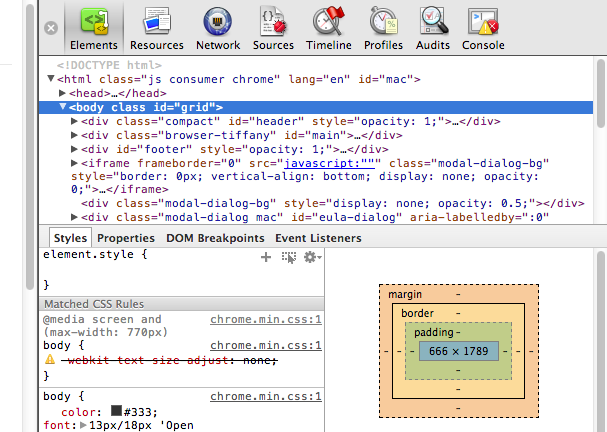 Elements Resources Network Sources Timeline Profiles Audits Console
<!DOCTYPE html>
▼<html class="js consumer chrome" lang="en" id="mac">
▶<head>…</head>
▼<body class id="grid">
▶<div class="compact" id="header" style="opacity: 1;">…</div>
▶<div class="browser-tiffany" id="main">…</div>
▶<div id="footer" style="opacity: 1;">…</div>
▶<iframe frameborder="0" src="javascript:""" class="modal-dialog-bg"
style="border: 0px; vertical-align: bottom; display: none; opacity:
0;">…</iframe>
<div class="modal-dialog-bg" style="display: none; opacity: 0.5;"></div>
▶<div class="modal-dialog mac" id="eula-dialog" aria-labelledby=":0"
Styles Properties DOM Breakpoints Event Listeners
element.style {
}
Matched CSS Rules
@media screen and chrome.min.css:1
(max-width: 770px)
body { chrome.min.css:1
-webkit-text-size-adjust: none;
}
body { chrome.min.css:1
color: #333;
font: ▶13px/18px 'Open
margin –
border –
padding –
– – – 666 × 1789 – – –
–
–
–